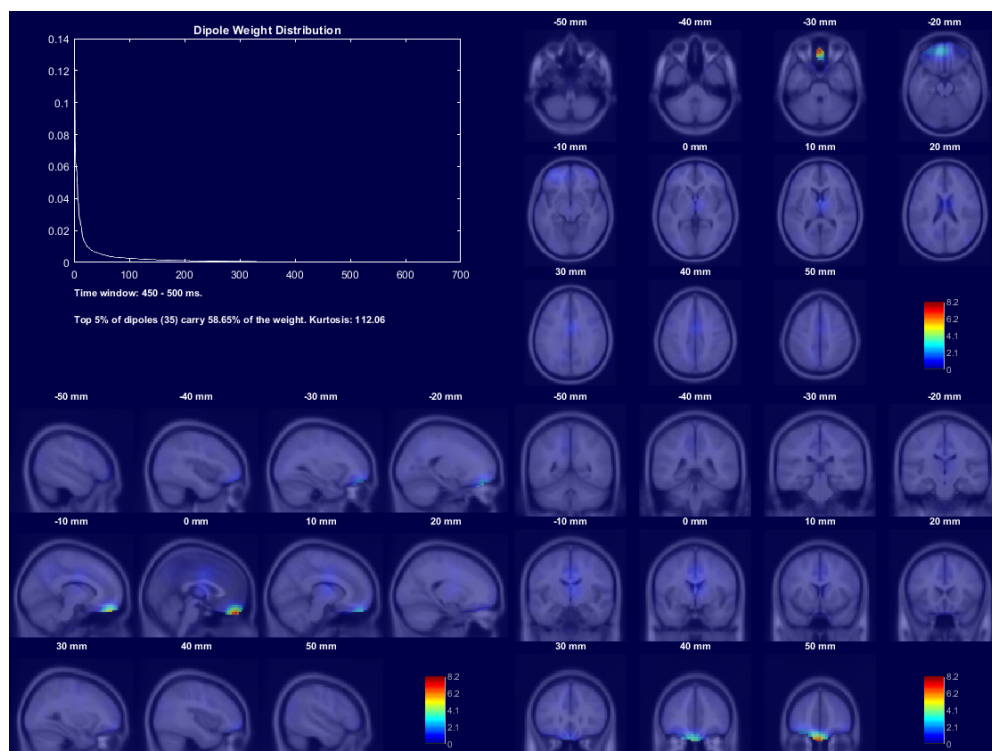 Dipole Weight Distribution
0.14
0.12
0.1
0.08
0.06
0.04
0.02
0
0 100 200 300 400 500 600 700
Time window: 450 - 500 ms.
Top 5% of dipoles (35) carry 58.65% of the weight. Kurtosis: 112.06
-50 mm -40 mm -30 mm -20 mm
-10 mm 0 mm 10 mm 20 mm
30 mm 40 mm 50 mm
8.2
6.2
4.1
2.1
0
-50 mm -40 mm -30 mm -20 mm
-10 mm 0 mm 10 mm 20 mm
30 mm 40 mm 50 mm
8.2
6.2
4.1
2.1
0
-50 mm -40 mm -30 mm -20 mm
-10 mm 0 mm 10 mm 20 mm
30 mm 40 mm 50 mm
8.2
6.2
4.1
2.1
0